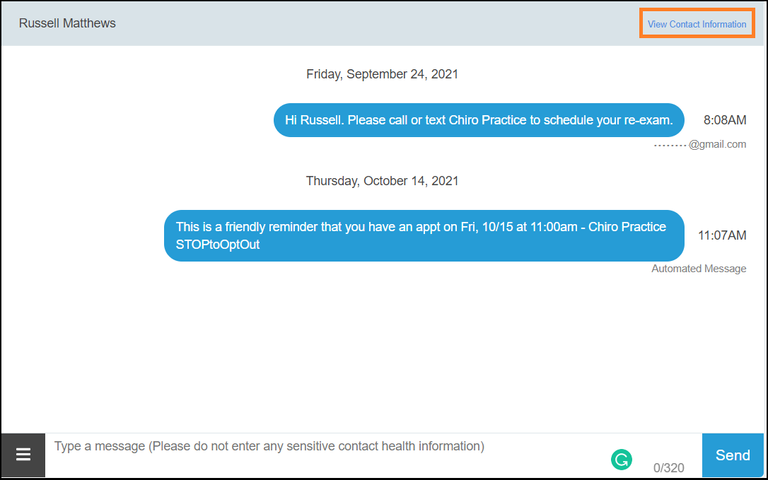 Russell Matthews
View Contact Information
Friday, September 24, 2021
Hi Russell. Please call or text Chiro Practice to schedule your re-exam.
8:08AM
--------@gmail.com
Thursday, October 14, 2021
This is a friendly reminder that you have an appt on Fri, 10/15 at 11:00am - Chiro Practice
STOPtoOptOut
11:07AM
Automated Message
Type a message (Please do not enter any sensitive contact health information)
0/320
Send